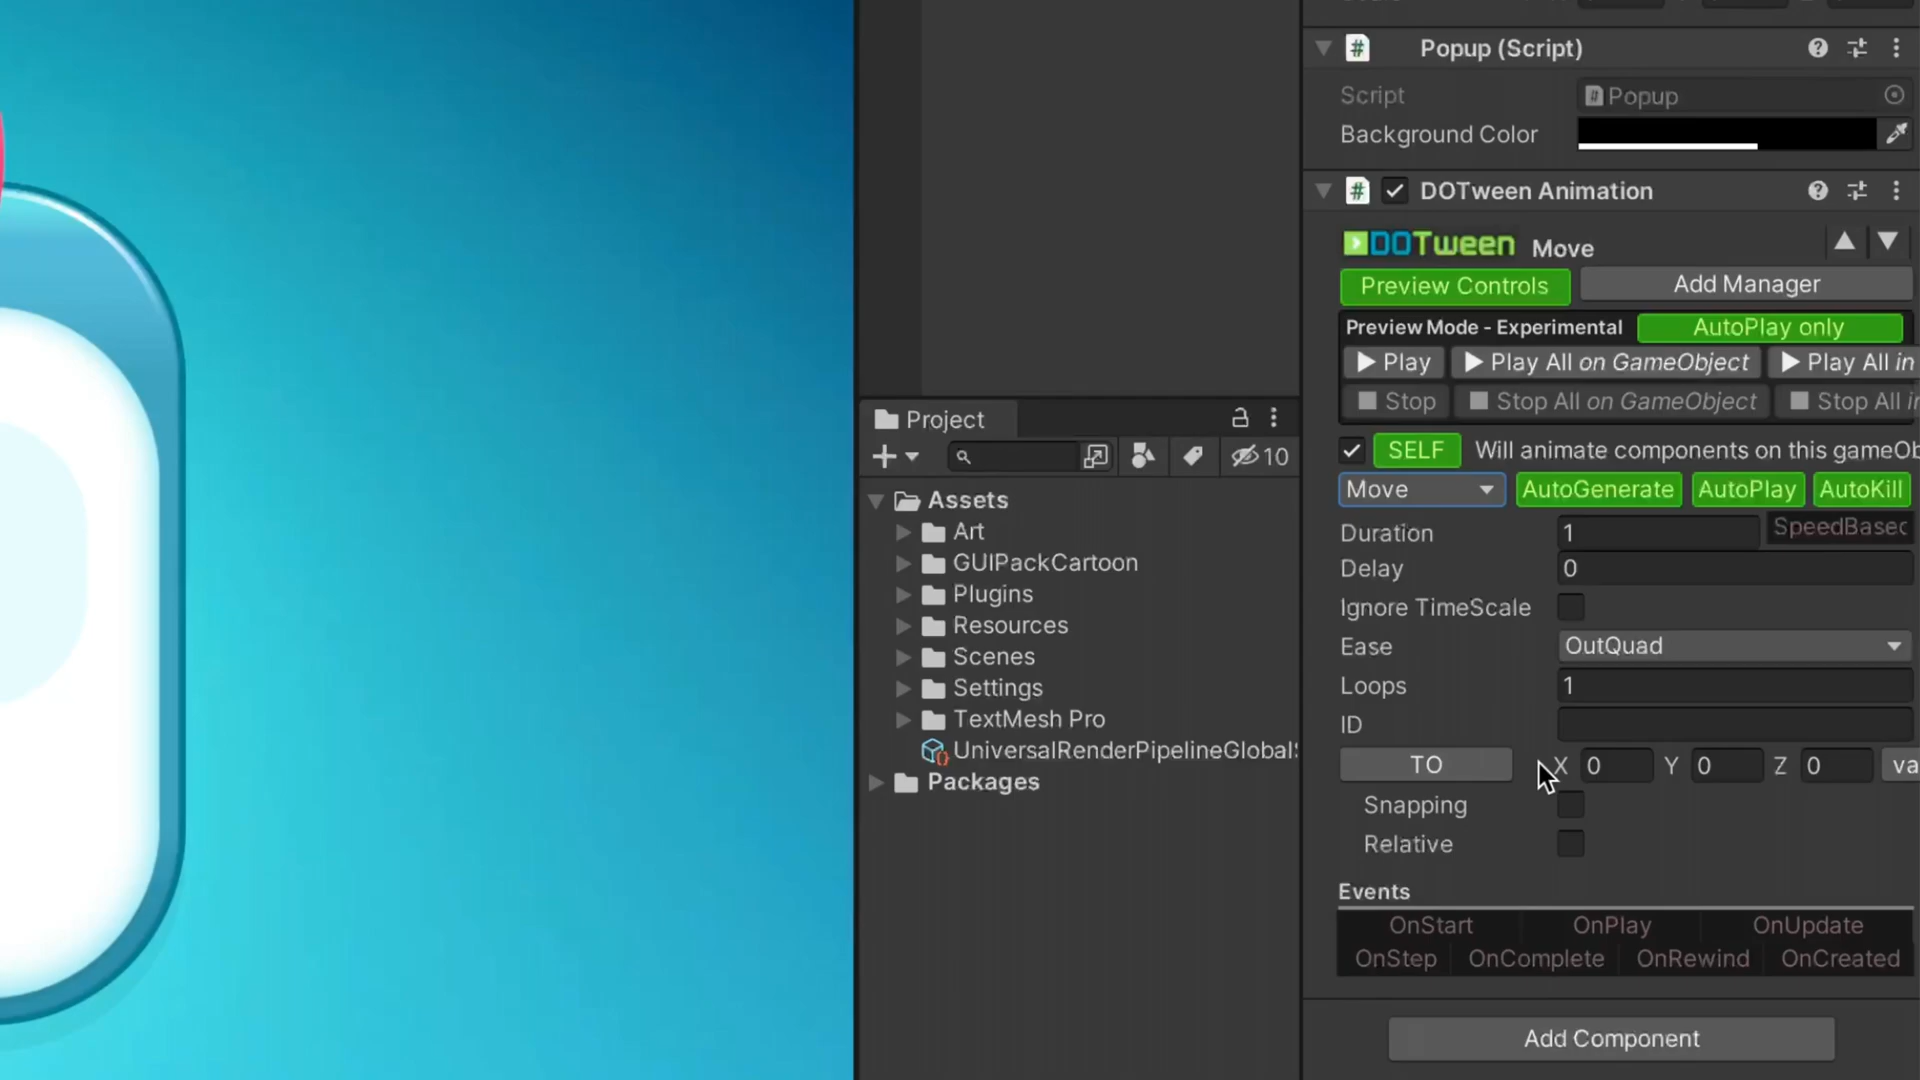 Popup (Script)
Script Popup
Background Color
DOTween Animation
DOTween Move
Preview Controls Add Manager
Preview Mode - Experimental AutoPlay only
Play Play All on GameObject Play All in
Stop Stop All on GameObject Stop All in
SELF Will animate components on this gameOb
Move AutoGenerate AutoPlay AutoKill
Duration 1 SpeedBased
Delay 0
Ignore TimeScale
Ease OutQuad
Loops 1
ID
TO X 0 Y 0 Z 0 va
Snapping
Relative
Events
OnStart OnPlay OnUpdate
OnStep OnComplete OnRewind OnCreated
Add Component
Project
10
Assets
Art
GUIPackCartoon
Plugins
Resources
Scenes
Settings
TextMesh Pro
UniversalRenderPipelineGlobalS
Packages